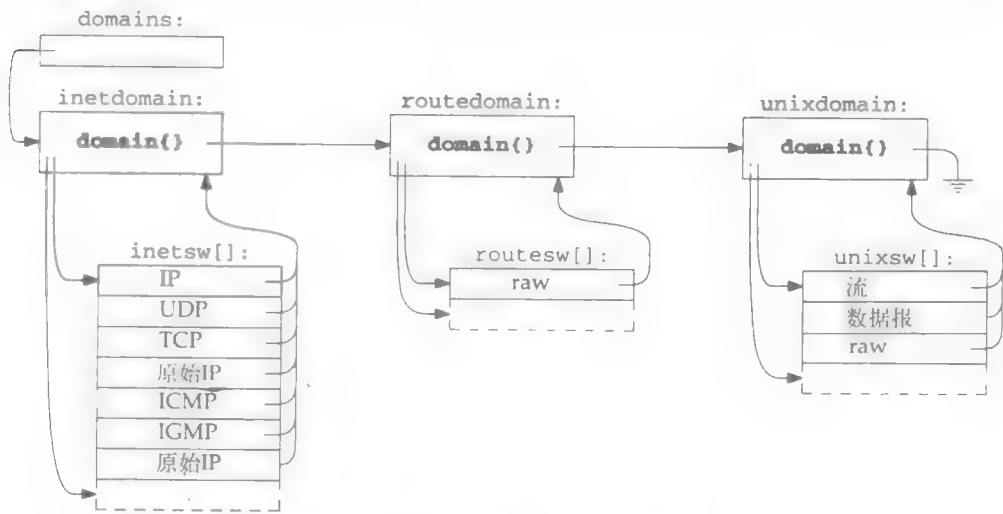 domains:
inetdomain:
domain{}
routedomain:
domain{}
unixdomain:
domain{}
inetsw[]:
IP
UDP
TCP
原始IP
ICMP
IGMP
原始IP
routesw[]:
raw
unixsw[]:
流
数据报
raw